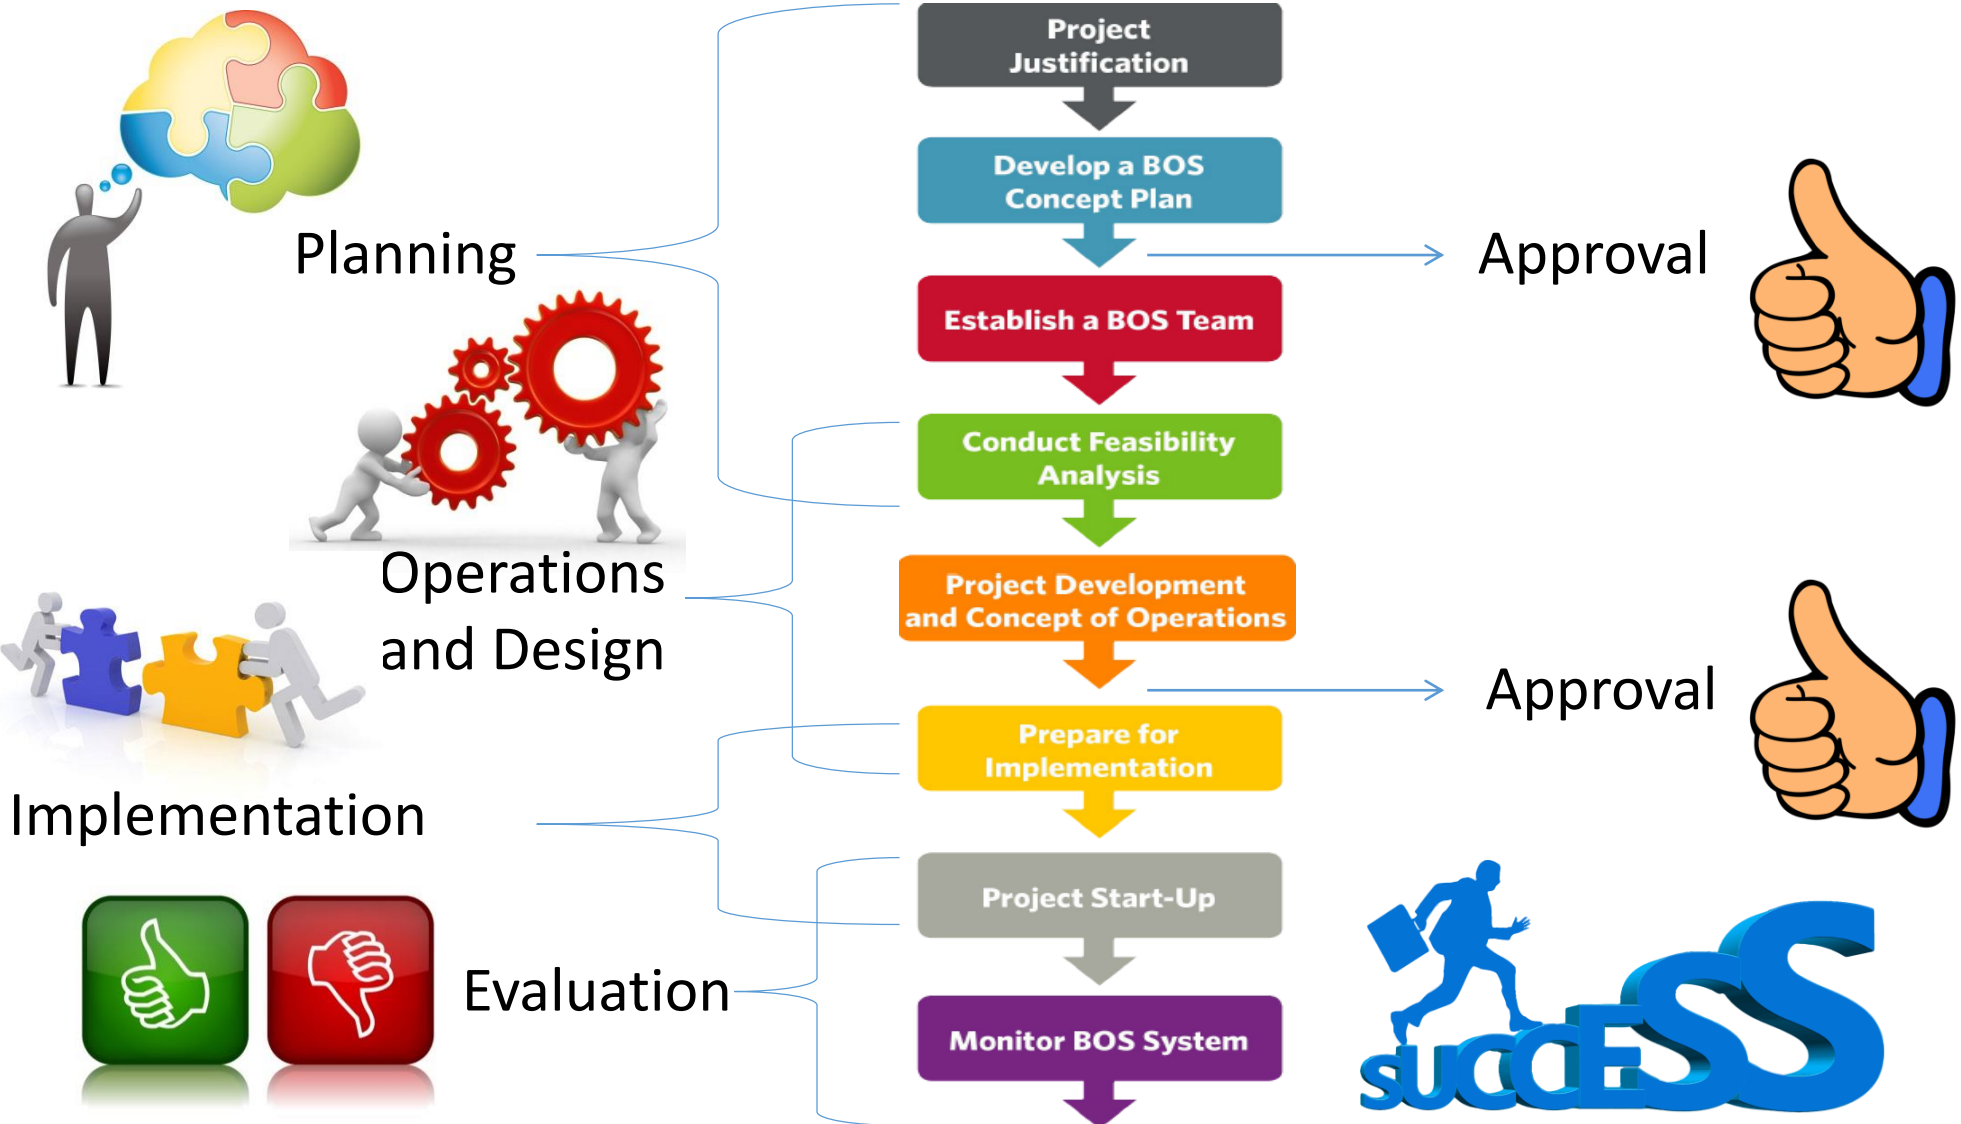 Project
Justification
Develop a BOS
Concept Plan
Planning
Approval
Establish a BOS Team
Conduct Feasibility
Analysis
Operations
and Design
Project Development
and Concept of Operations
Approval
Prepare for
Implementation
Implementation
Project Start-Up
Evaluation
Monitor BOS System
SUCCESS